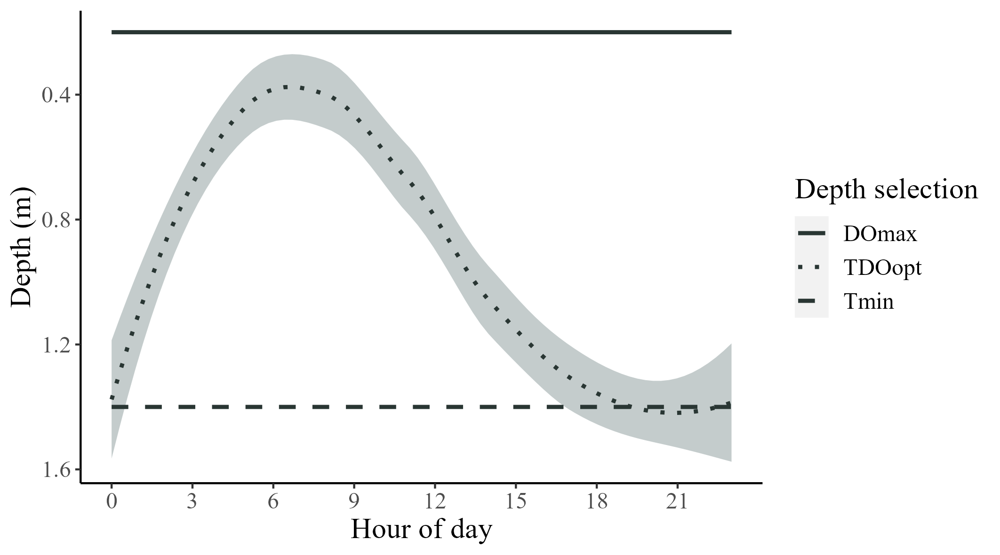 Depth (m)
0.4
0.8
1.2
1.6
0 3 6 9 12 15 18 21
Hour of day
Depth selection
DOmax
TDOopt
Tmin